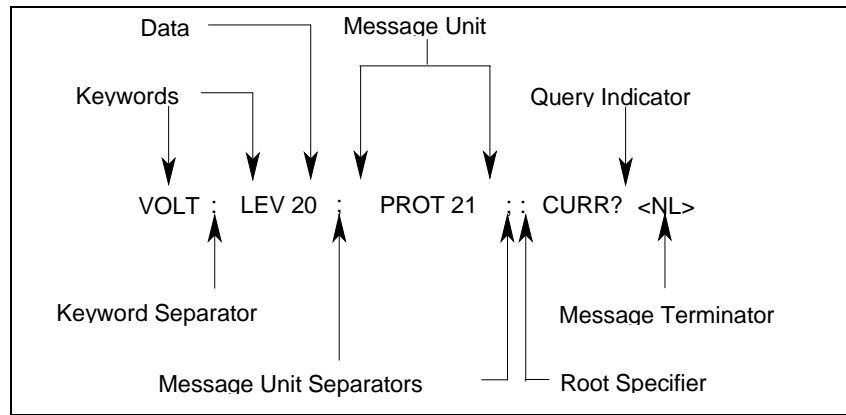 Data Message Unit
Keywords Query Indicator
VOLT : LEV 20 ; PROT 21 ; : CURR? <NL>
Keyword Separator Message Terminator
Message Unit Separators Root Specifier